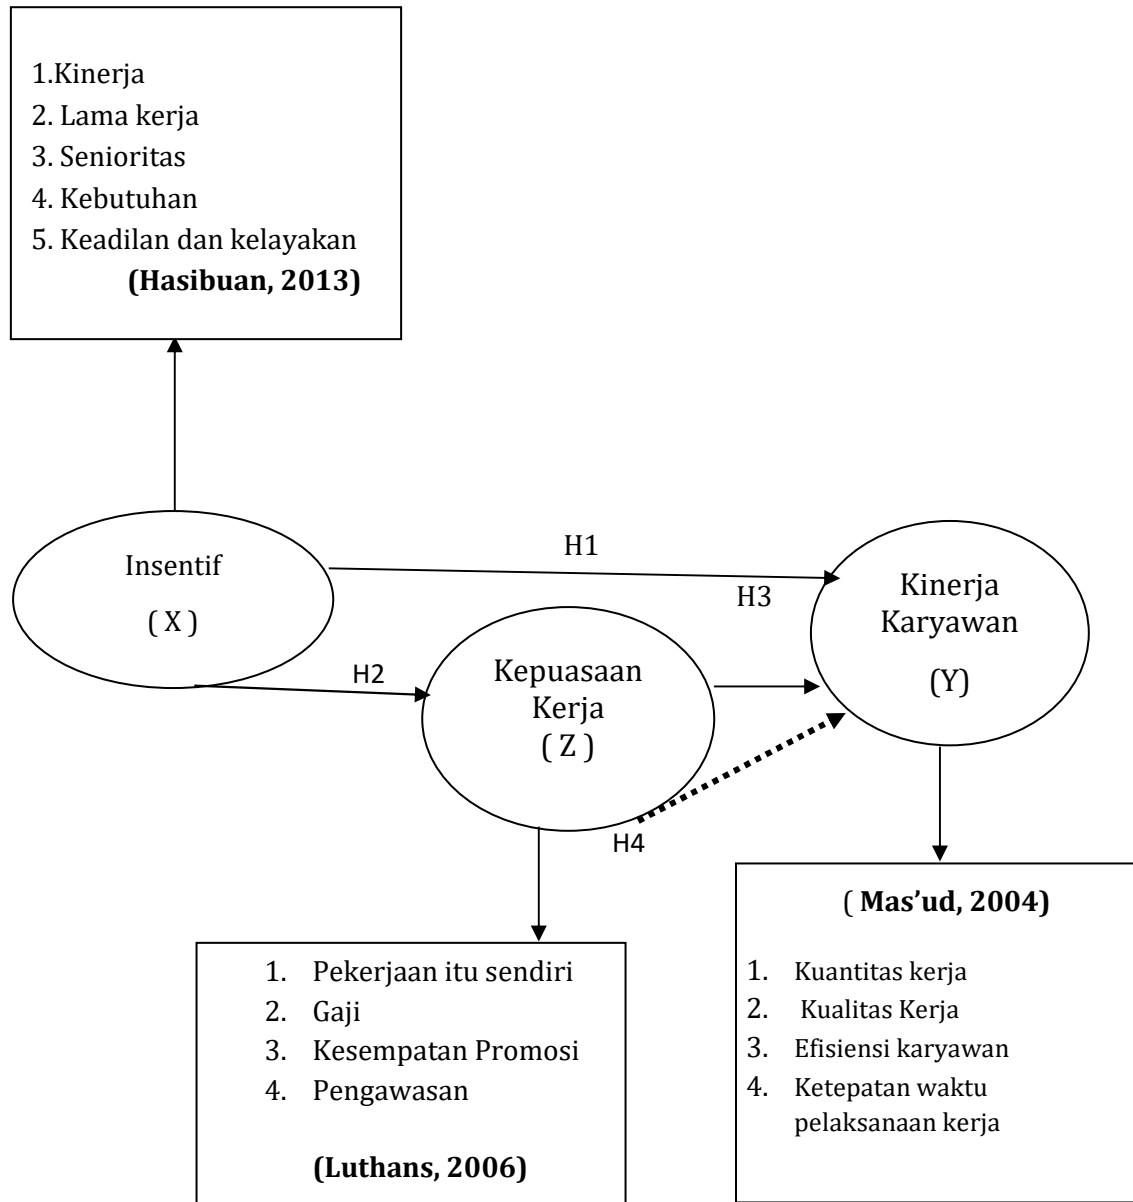 1.Kinerja
2. Lama kerja
3. Senioritas
4. Kebutuhan
5. Keadilan dan kelayakan
(Hasibuan, 2013)
Insentif
( X )
H1
H3
H2
Kepuasaan
Kerja
( Z )
Kinerja
Karyawan
(Y)
H4
1. Pekerjaan itu sendiri
2. Gaji
3. Kesempatan Promosi
4. Pengawasan
(Luthans, 2006)
( Mas’ud, 2004)
1. Kuantitas kerja
2. Kualitas Kerja
3. Efisiensi karyawan
4. Ketepatan waktu
pelaksanaan kerja